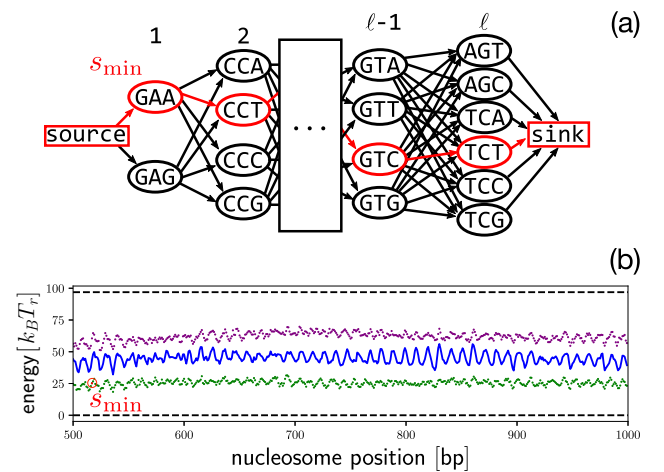 (a)
1 2 ℓ-1 ℓ
s_min
source
GAA
GAG
CCA
CCT
CCC
CCG
...
GTA
GTT
GTC
GTG
AGT
AGC
TCA
TCT
TCC
TCG
sink
(b)
energy [k_B T_r]
100
75
50
25
0
s_min
500 600 700 800 900 1000
nucleosome position [bp]